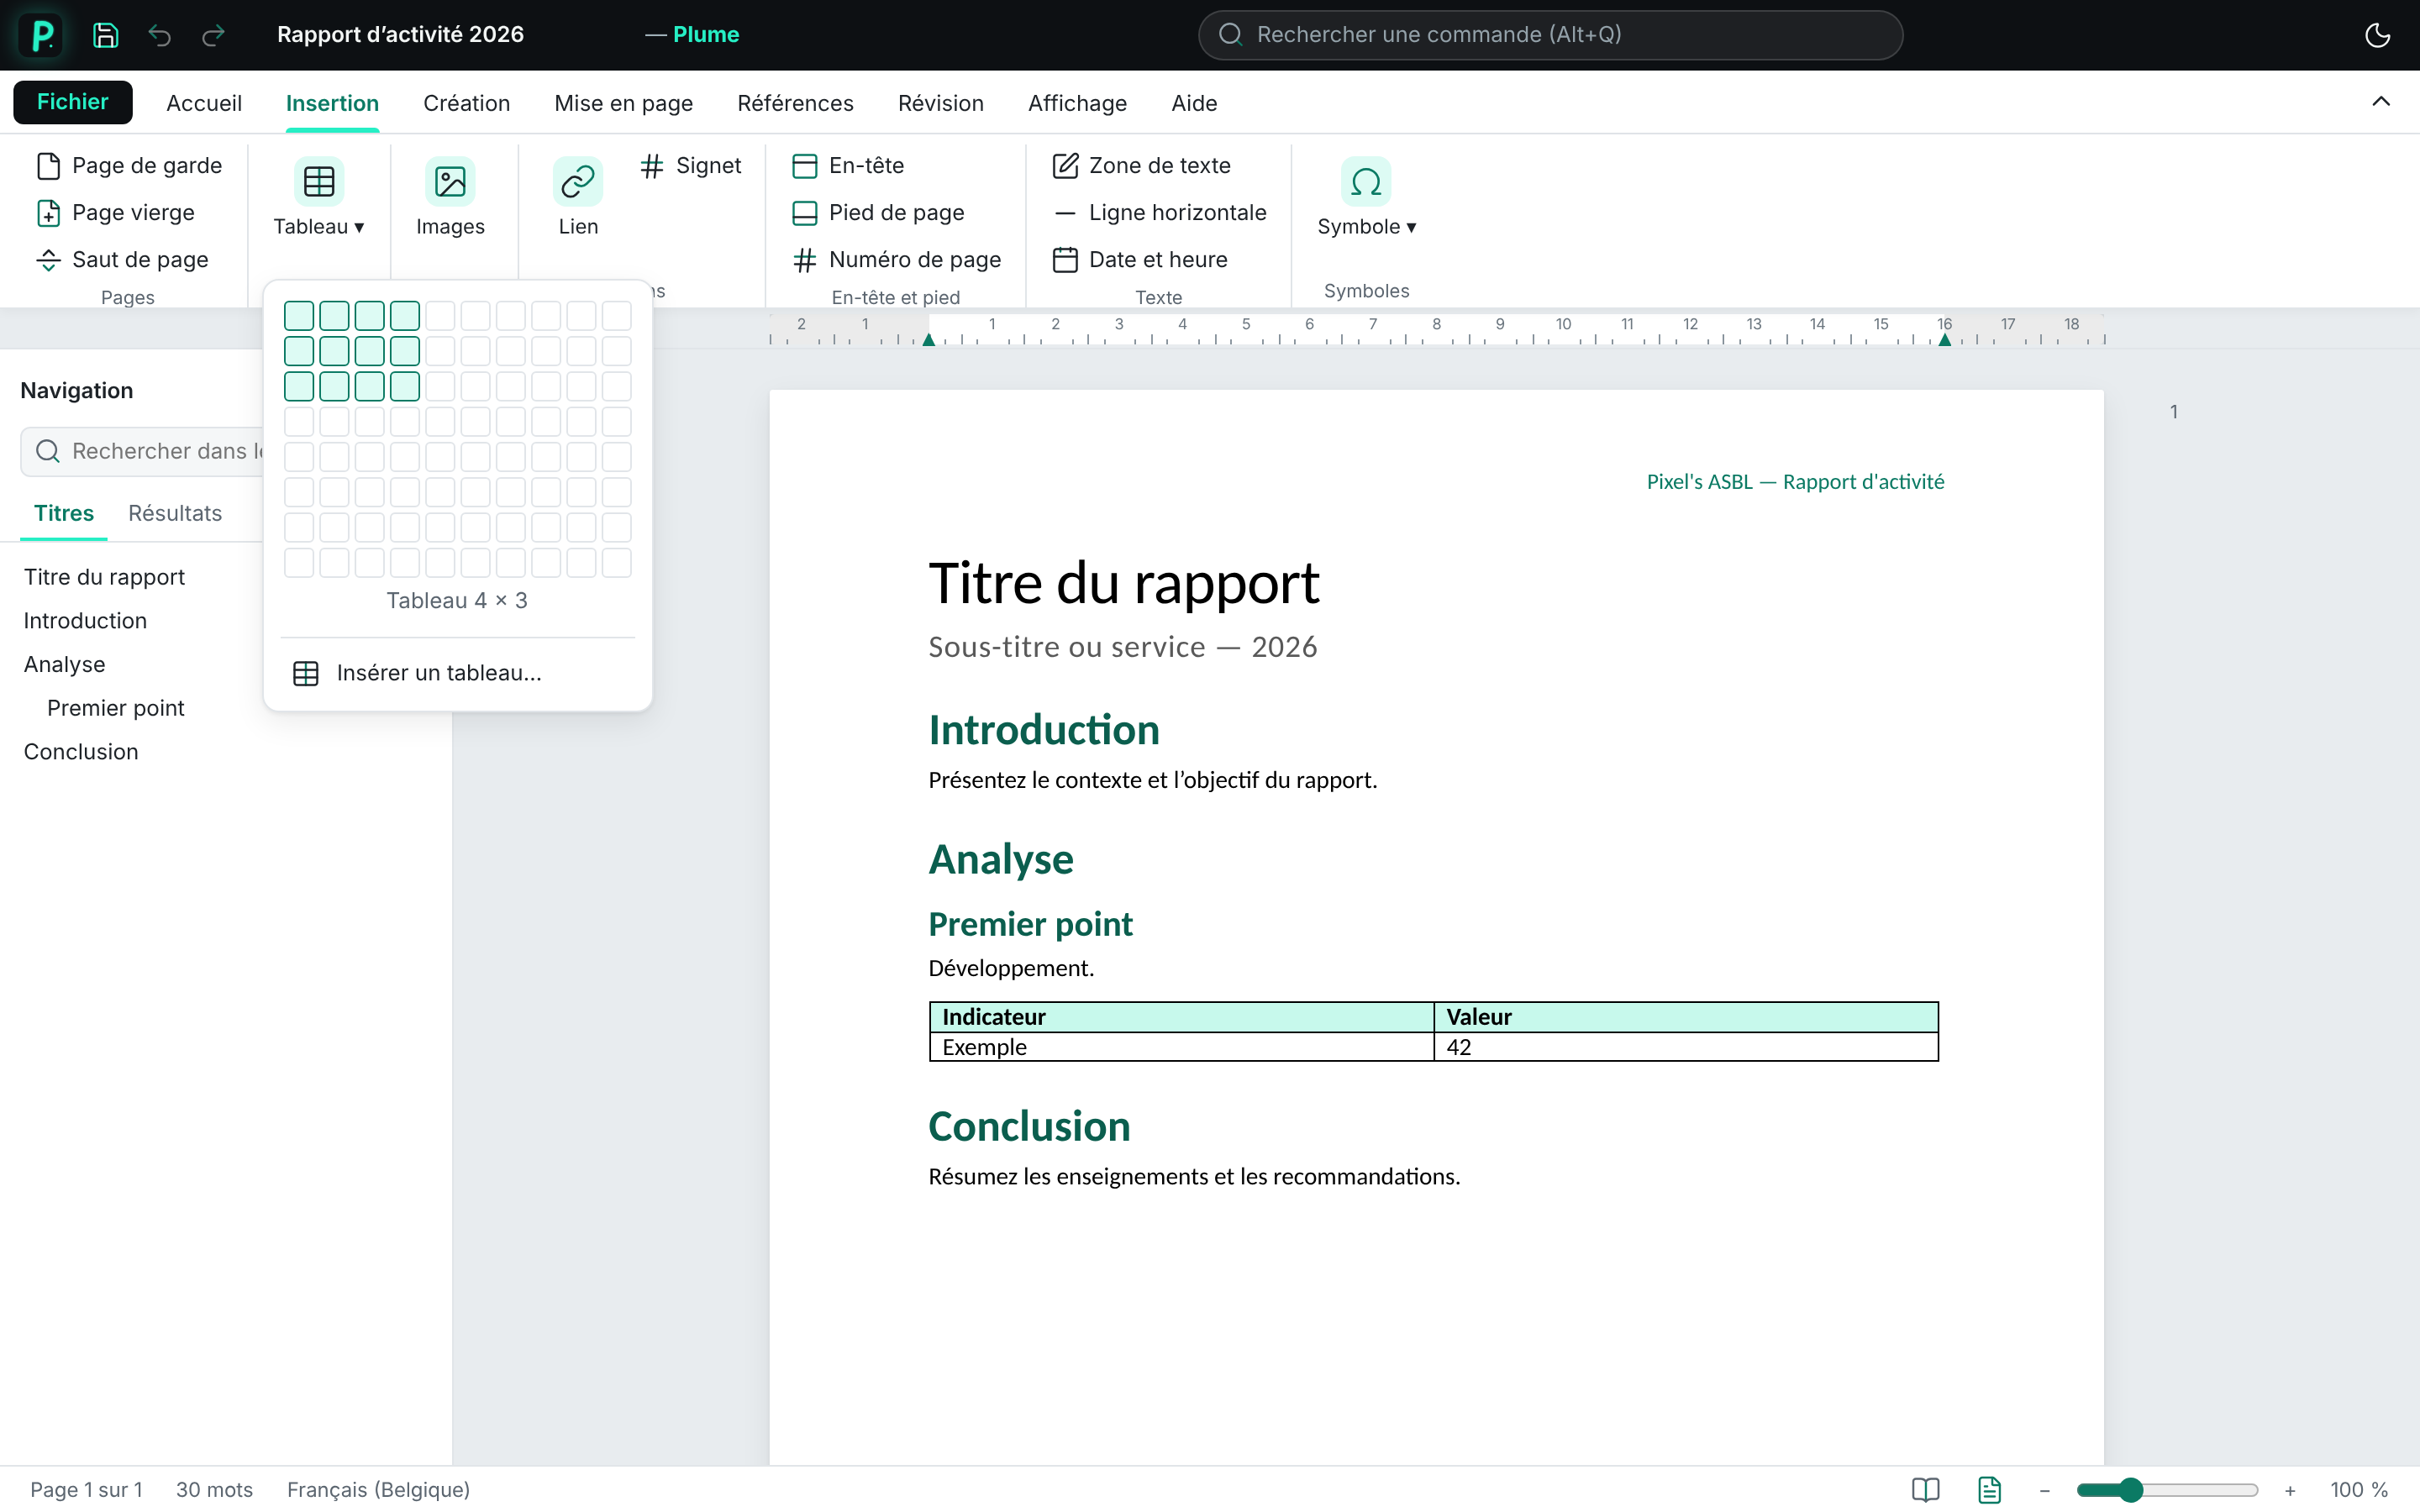 P.
Rapport d’activité 2026 — Plume
Rechercher une commande (Alt+Q)
Fichier Accueil Insertion Création Mise en page Références Révision Affichage Aide
Page de garde
Page vierge
Saut de page
Pages
Tableau ▾
Images
Lien
Signet
ns
En-tête
Pied de page
Numéro de page
En-tête et pied
Zone de texte
Ligne horizontale
Date et heure
Texte
Symbole ▾
Symboles
2 1 1 2 3 4 5 6 7 8 9 10 11 12 13 14 15 16 17 18
Navigation
Rechercher dans l
Titres Résultats
Titre du rapport
Introduction
Analyse
Premier point
Conclusion
Tableau 4 × 3
Insérer un tableau...
1
Pixel's ASBL — Rapport d'activité
Titre du rapport
Sous-titre ou service — 2026
Introduction
Présentez le contexte et l’objectif du rapport.
Analyse
Premier point
Développement.
Indicateur Valeur
Exemple 42
Conclusion
Résumez les enseignements et les recommandations.
Page 1 sur 1 30 mots Français (Belgique)
− + 100 %